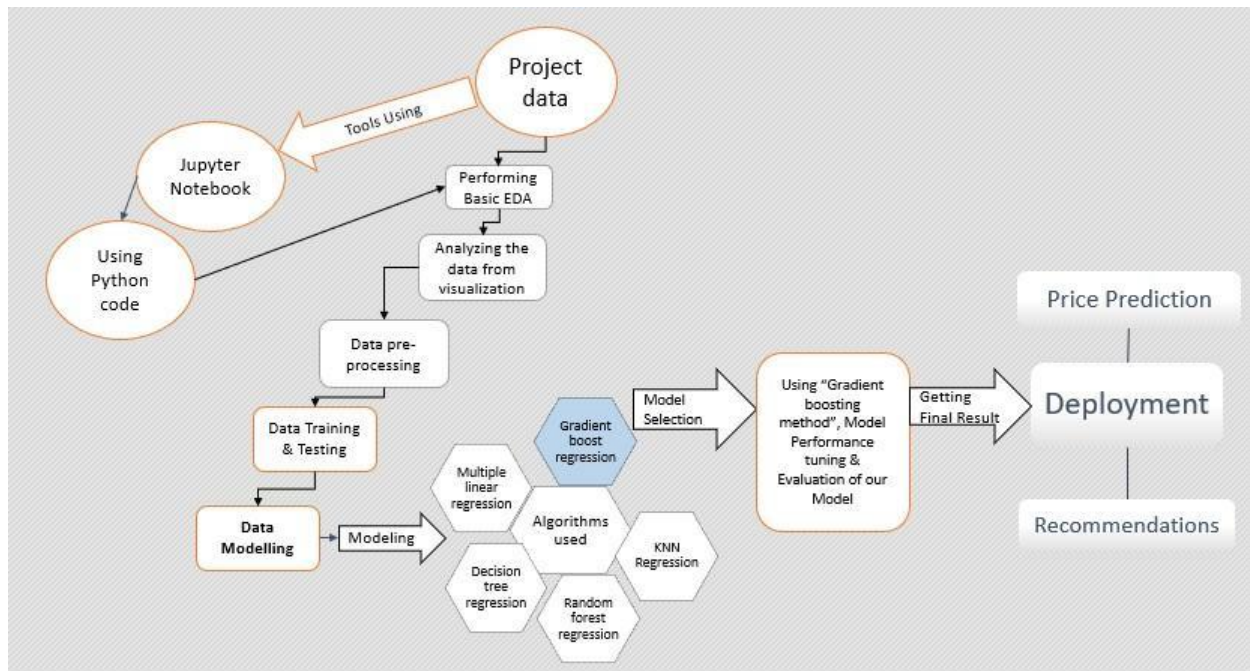 Project
data
Tools Using
Jupyter
Notebook
Using
Python
code
Performing
Basic EDA
Analyzing the
data from
visualization
Data pre-
processing
Data Training
& Testing
Data
Modelling
Modeling
Gradient
boost
regression
Multiple
linear
regression
Algorithms
used
KNN
Regression
Decision
tree
regression
Random
forest
regression
Model
Selection
Using “Gradient
boosting
method”, Model
Performance
tuning &
Evaluation of our
Model
Getting
Final Result
Price Prediction
Deployment
Recommendations